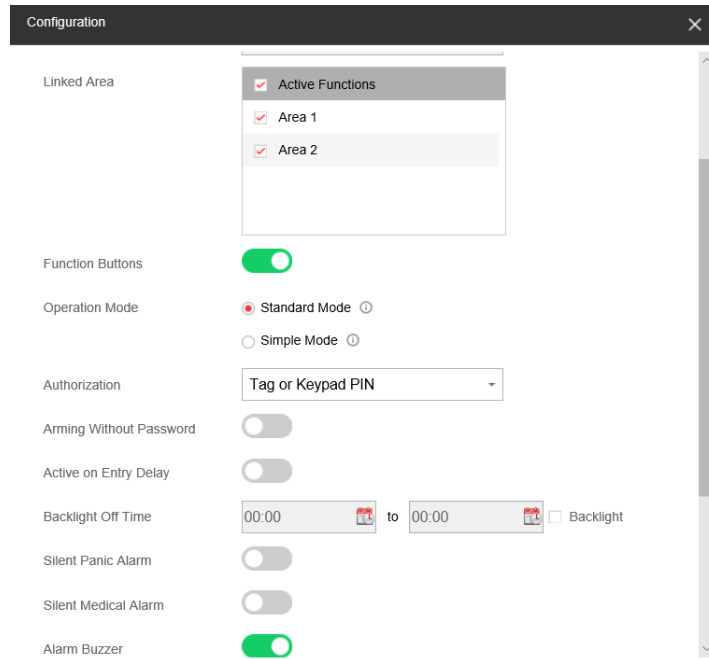 Configuration
Linked Area
Active Functions
Area 1
Area 2
Function Buttons
Operation Mode
Standard Mode
Simple Mode
Authorization
Tag or Keypad PIN
Arming Without Password
Active on Entry Delay
Backlight Off Time
00:00 to 00:00 Backlight
Silent Panic Alarm
Silent Medical Alarm
Alarm Buzzer